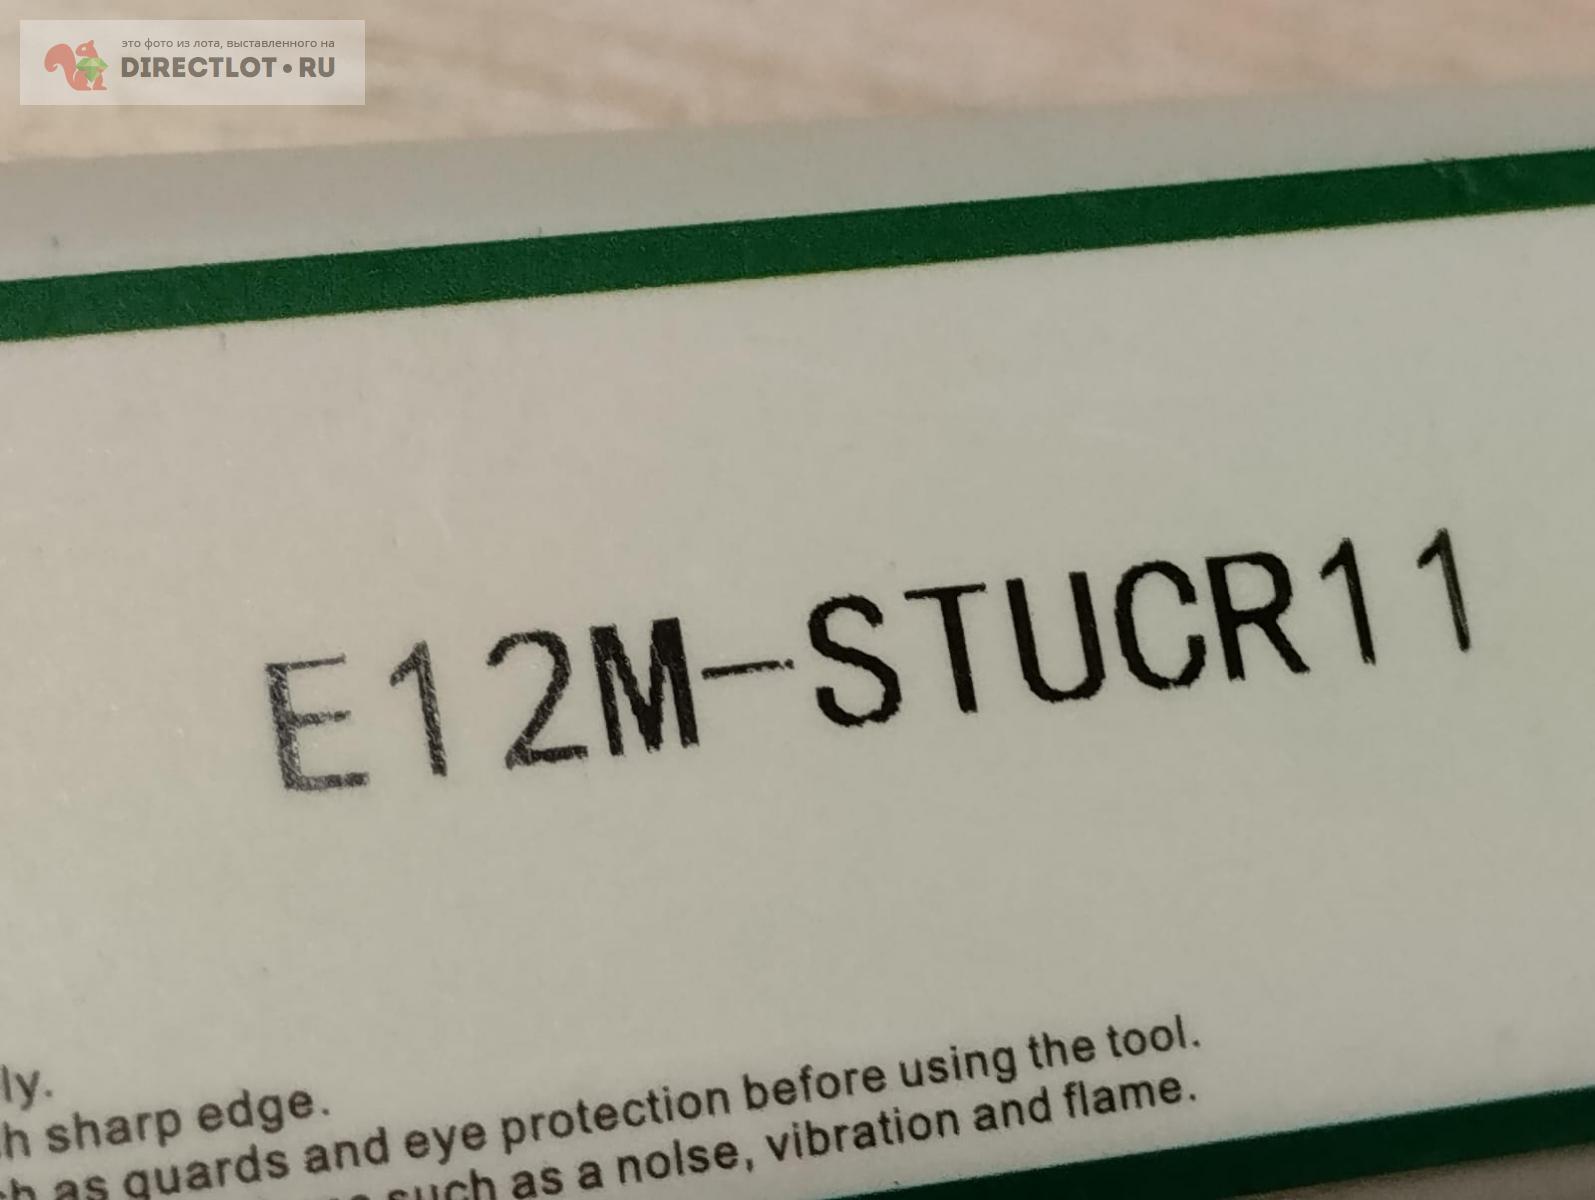 это фото из лота, выставленного на
DIRECTLOT•RU
E12M-STUCR11
ly.
h sharp edge.
h as guards and eye protection before using the tool.
such as a nolse, vibration and flame.